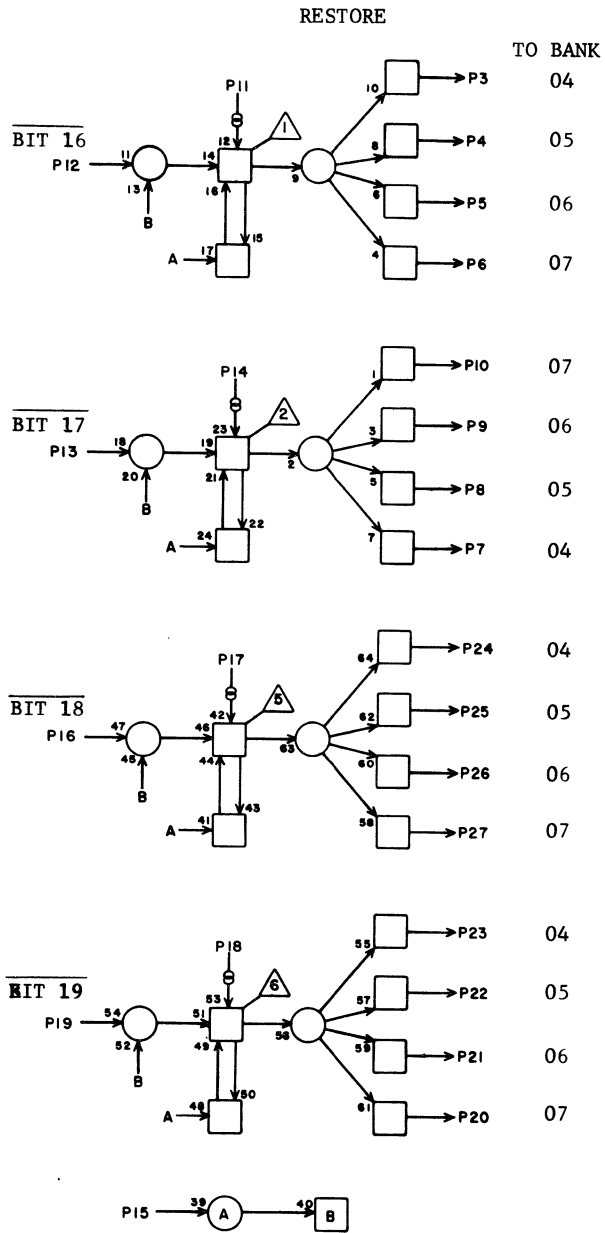 RESTORE
TO BANK
P11
10 P3 04
12 1
BIT 16
P12 11 14 9 8 P4 05
13 16 6 P5 06
B
15
A 17 4 P6 07
P14
1 P10 07
23 2
BIT 17
P13 18 19 2 3 P9 06
20 21 5 P8 05
B
22
A 24 7 P7 04
P17
64 P24 04
42 5
BIT 18
P16 47 46 63 62 P25 05
45 44 60 P26 06
B
43
A 41 58 P27 07
P18
55 P23 04
53 6
BIT 19
P19 54 51 56 57 P22 05
52 49 59 P21 06
B
50
A 48 61 P20 07
P15 39 A 40 B